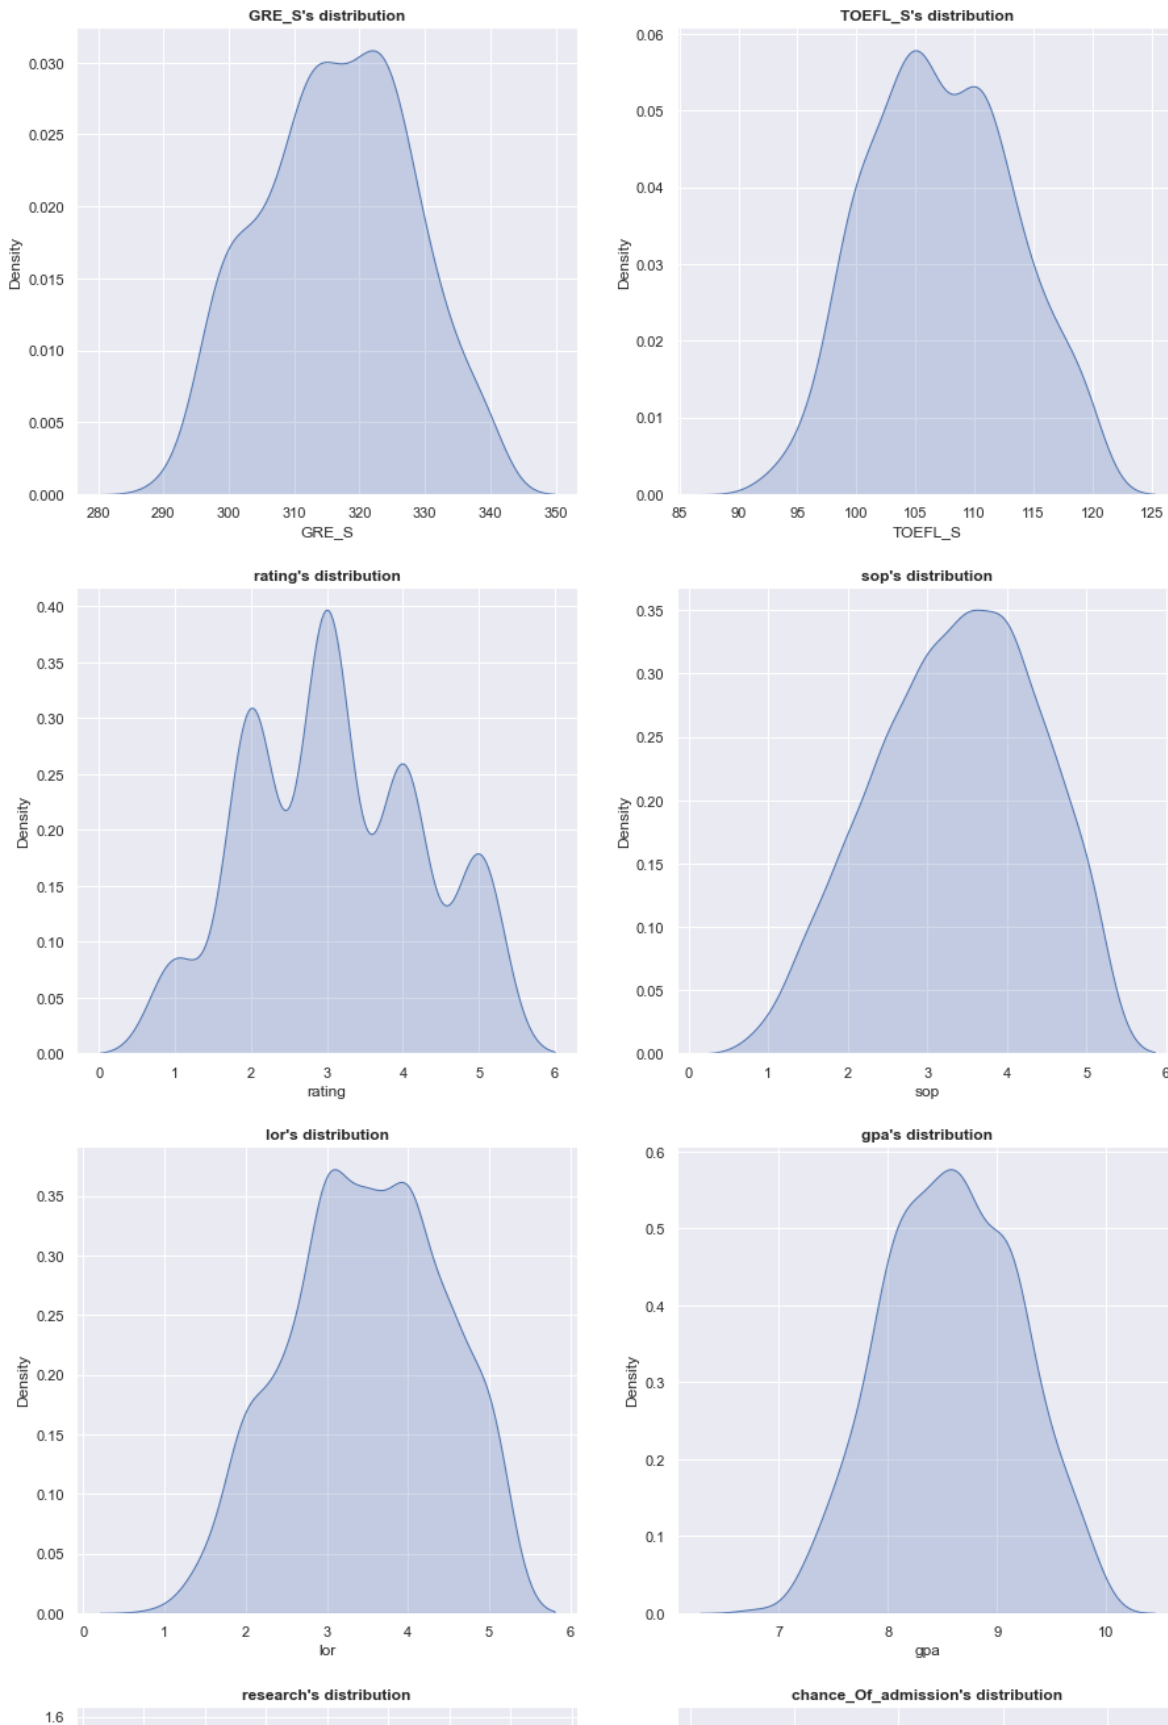 GRE_S's distribution
0.030
0.025
0.020
0.015
0.010
0.005
0.000
Density
280 290 300 310 320 330 340 350
GRE_S
TOEFL_S's distribution
0.06
0.05
0.04
0.03
0.02
0.01
0.00
Density
85 90 95 100 105 110 115 120 125
TOEFL_S
rating's distribution
0.40
0.35
0.30
0.25
0.20
0.15
0.10
0.05
0.00
Density
0 1 2 3 4 5 6
rating
sop's distribution
0.35
0.30
0.25
0.20
0.15
0.10
0.05
0.00
Density
0 1 2 3 4 5 6
sop
lor's distribution
0.35
0.30
0.25
0.20
0.15
0.10
0.05
0.00
Density
0 1 2 3 4 5 6
lor
gpa's distribution
0.6
0.5
0.4
0.3
0.2
0.1
0.0
Density
7 8 9 10
gpa
research's distribution
1.6
chance_Of_admission's distribution